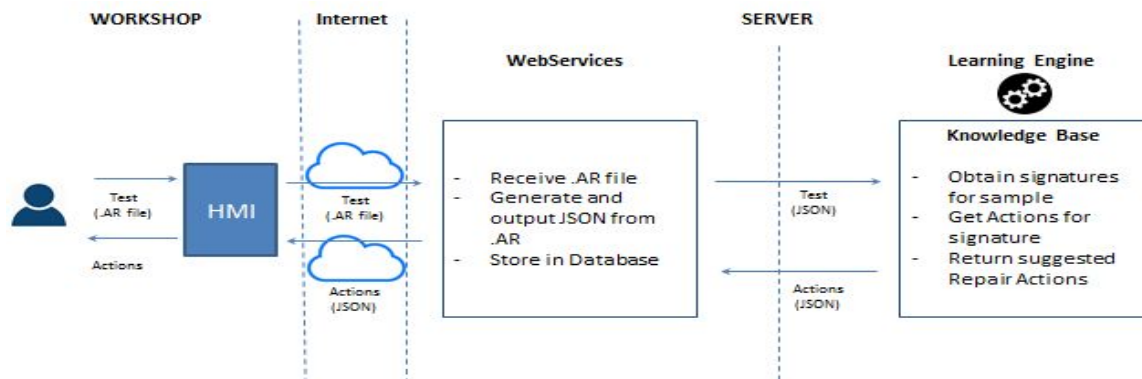 WORKSHOP
Internet
SERVER
WebServices
Learning Engine
Knowledge Base
Test
(.AR file)
Actions
HMI
Test
(.AR file)
Actions
(JSON)
- Receive .AR file
- Generate and
output JSON from
.AR
- Store in Database
Test
(JSON)
Actions
(JSON)
- Obtain signatures
for sample
- Get Actions for
signature
- Return suggested
Repair Actions